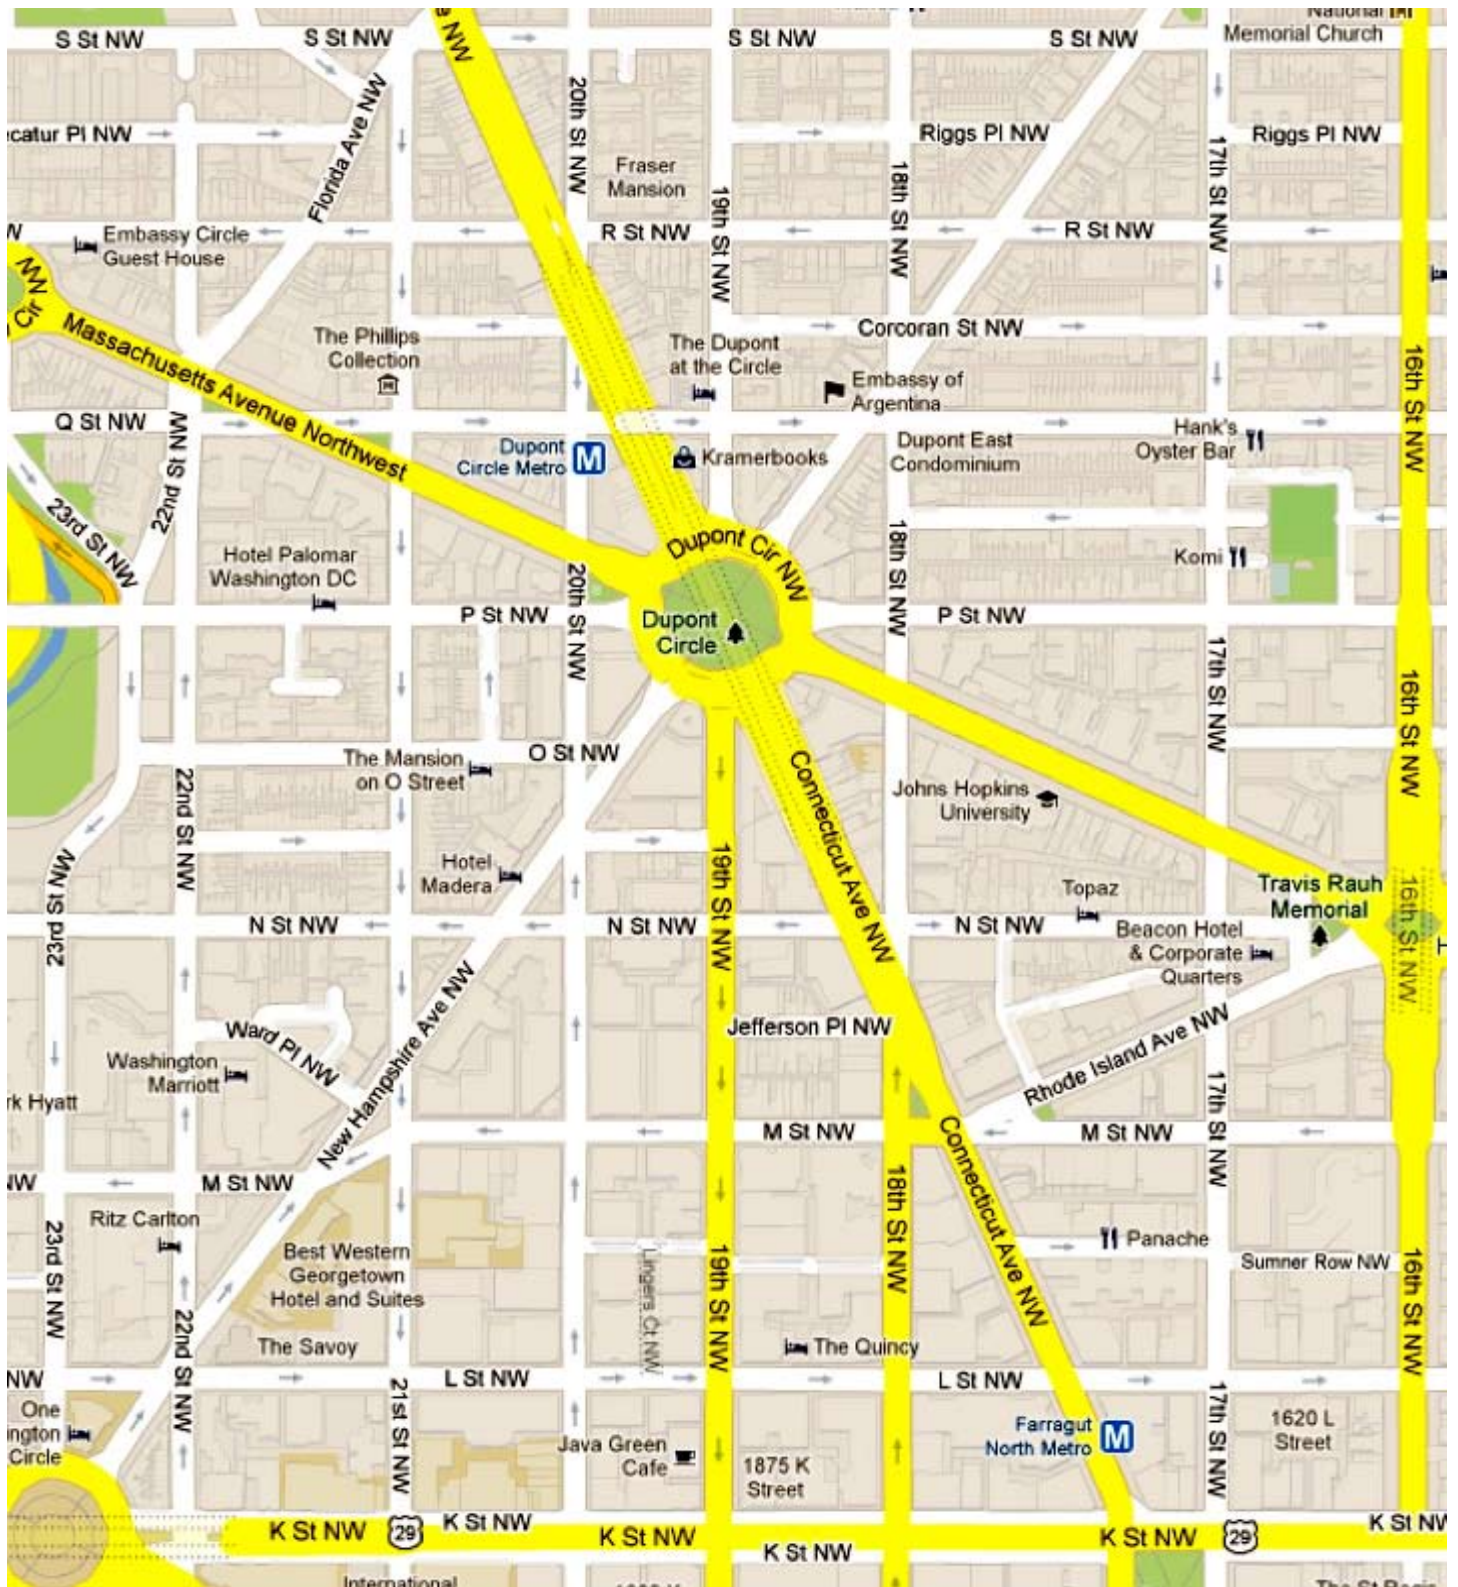 S St NW
S St NW
e NW
S St NW
S St NW
National
Memorial Church
ecatur Pl NW
Florida Ave NW
20th St NW
Fraser
Mansion
19th St NW
18th St NW
Riggs Pl NW
17th St NW
Riggs Pl NW
W
Cir NW
Embassy Circle
Guest House
R St NW
R St NW
Massachusetts Avenue Northwest
The Phillips
Collection
The Dupont
at the Circle
Corcoran St NW
Embassy of
Argentina
16th St NW
Q St NW
22nd St NW
Dupont
Circle Metro
M
Kramerbooks
Dupont East
Condominium
Hank's
Oyster Bar
23rd St NW
Hotel Palomar
Washington DC
Dupont Cir NW
18th St NW
Komi
P St NW
20th St NW
Dupont
Circle
P St NW
17th St NW
16th St NW
The Mansion
on O Street
O St NW
22nd St NW
Connecticut Ave NW
Johns Hopkins
University
23rd St NW
Hotel
Madera
19th St NW
Topaz
Travis Rauh
Memorial
16th St NW
N St NW
N St NW
N St NW
Beacon Hotel
& Corporate
Quarters
Ward Pl NW
New Hampshire Ave NW
Jefferson Pl NW
Washington
Marriott
Rhode Island Ave NW
rk Hyatt
17th St NW
M St NW
M St NW
NW
M St NW
18th St NW
Connecticut Ave NW
Ritz Carlton
23rd St NW
Best Western
Georgetown
Hotel and Suites
Lingers Ct NW
19th St NW
Panache
Sumner Row NW
16th St NW
22nd St NW
The Savoy
The Quincy
NW
L St NW
L St NW
21st St NW
17th St NW
One
ington
Circle
Java Green
Cafe
1875 K
Street
Farragut
North Metro
M
1620 L
Street
K St NW
29
K St NW
K St NW
K St NW
K St NW
29
K St NW
International
The St Regis